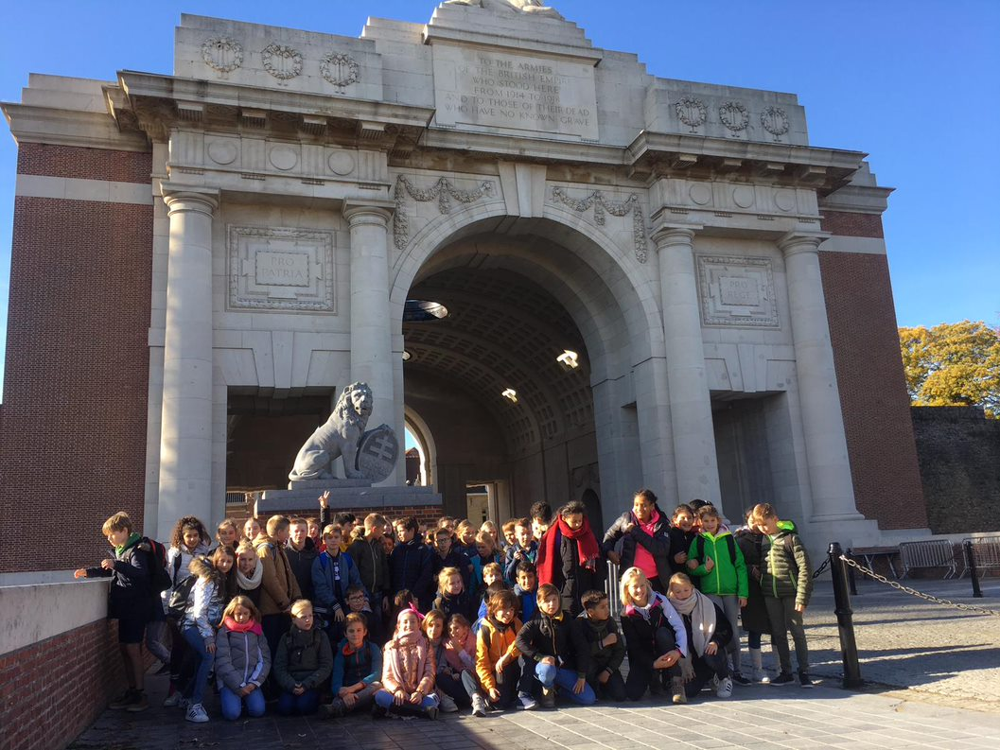 TO THE ARMIES
OF THE BRITISH EMPIRE
WHO STOOD HERE
FROM 1914 TO 1918
AND TO THOSE OF THEIR DEAD
WHO HAVE NO KNOWN GRAVE
PRO
PATRIA
PRO
REGE